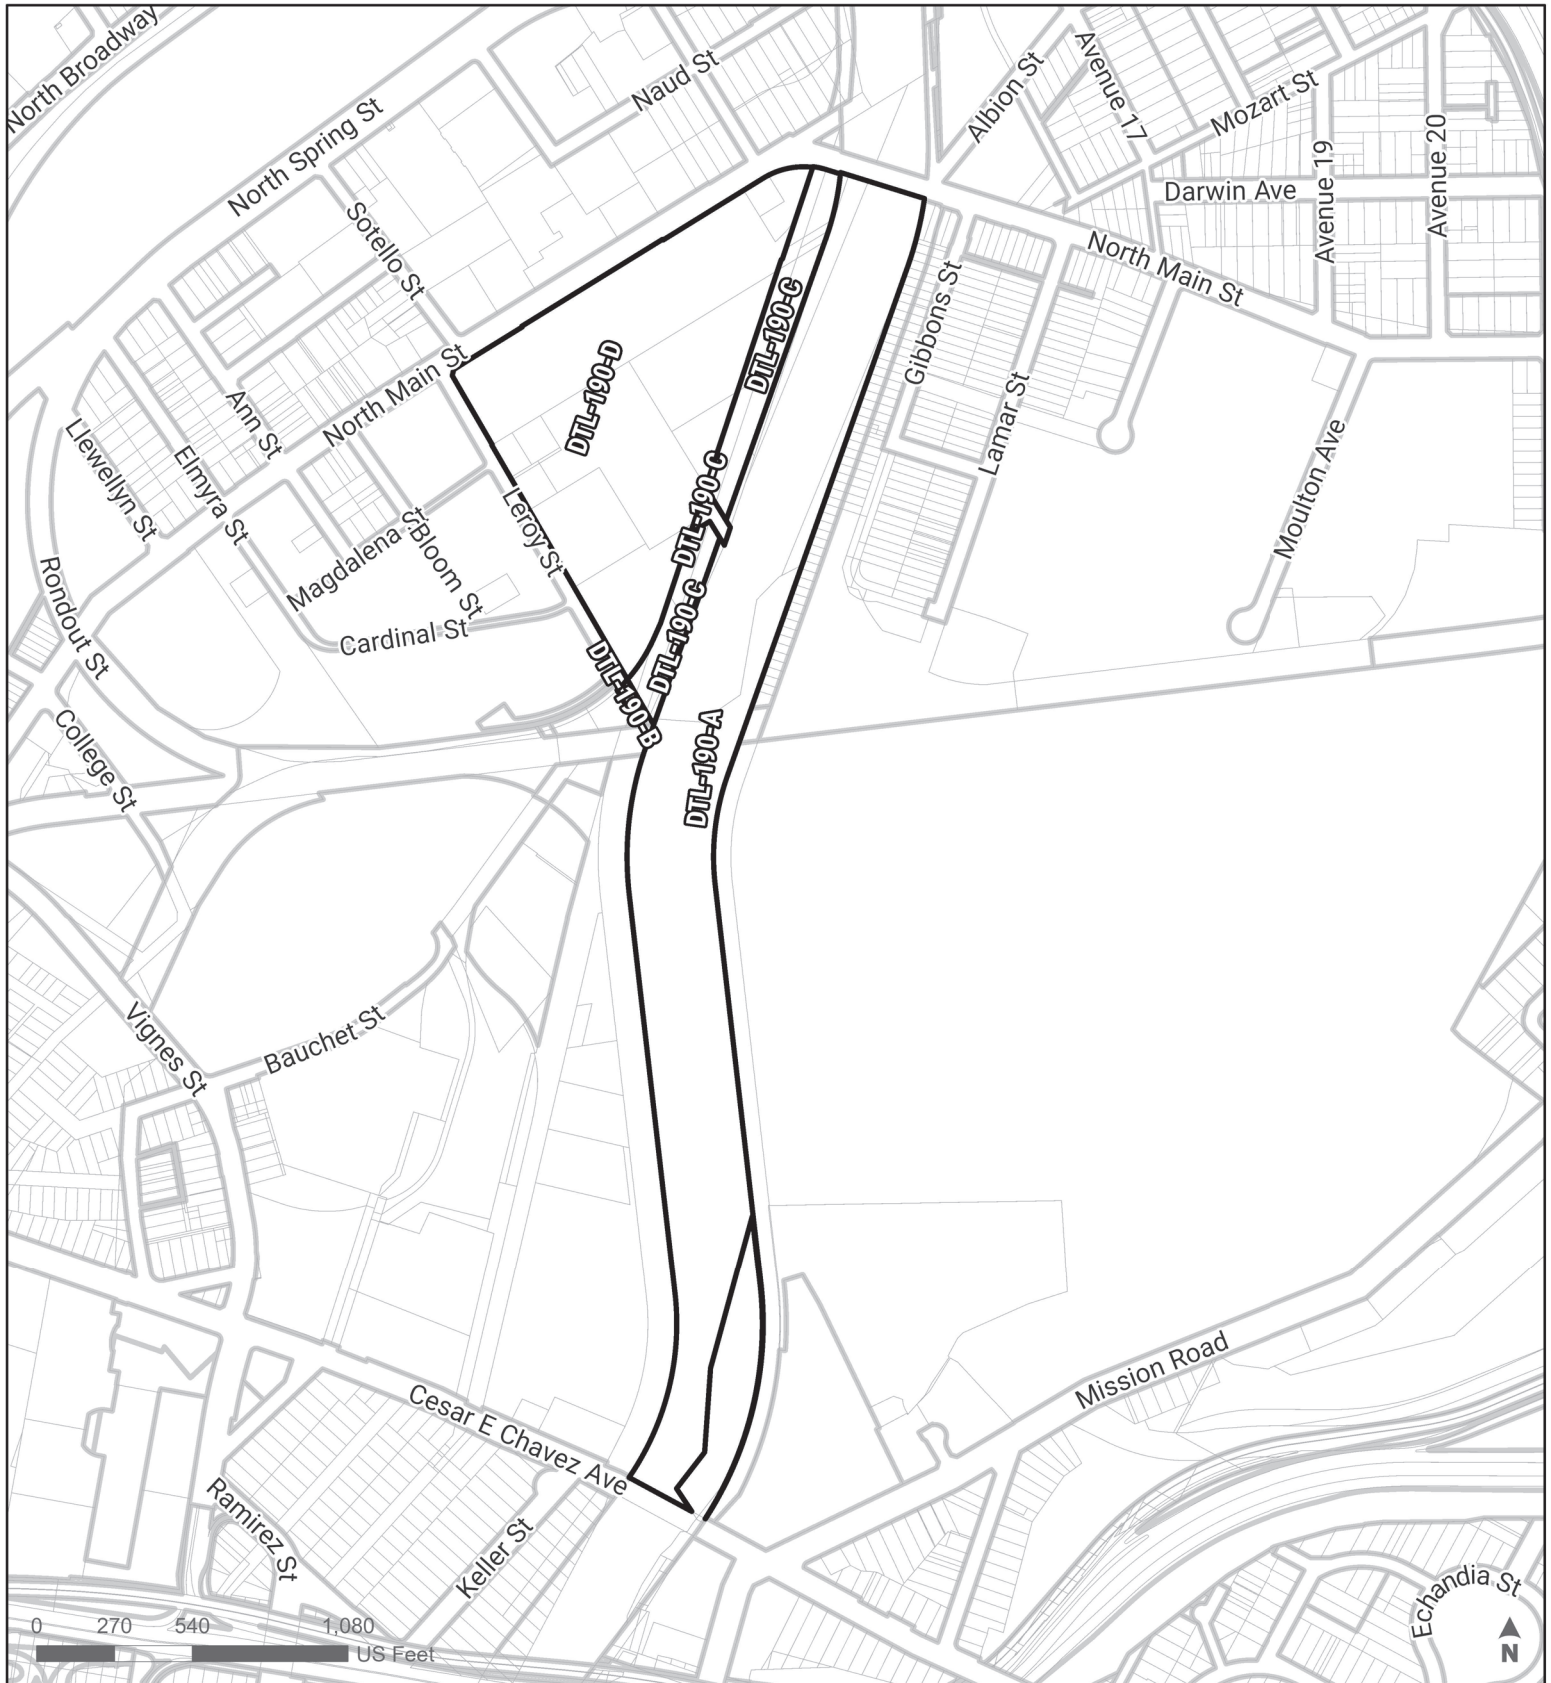 North Broadway
North Spring St
Naud St
Albion St
Avenue 17
Mozart St
Avenue 19
Avenue 20
Darwin Ave
Sotello St
North Main St
Gibbons St
DTL-190-C
DTL-190-D
North Main St
Ann St
Lamar St
Llewellyn St
Elmyra St
DTL-190-C
Leroy St
Moulton Ave
Magdalena St
Bloom St
Rondout St
Cardinal St
DTL-190-C
DTL-190-B
College St
DTL-190-A
Vignes St
Bauchet St
Cesar E Chavez Ave
Mission Road
Ramirez St
Keller St
Echandia St
0 270 540 1,080
US Feet
N